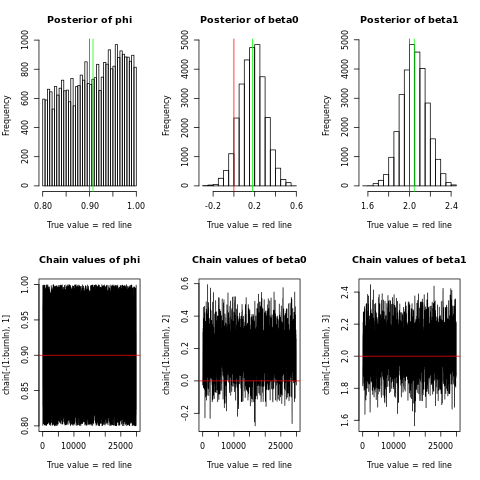 Posterior of phi
Posterior of beta0
Posterior of beta1
Frequency
0 200 400 600 800 1000
0.80 0.90 1.00
True value = red line
Frequency
0 1000 2000 3000 4000 5000
-0.2 0.2 0.6
True value = red line
Frequency
0 1000 2000 3000 4000 5000
1.6 2.0 2.4
True value = red line
Chain values of phi
Chain values of beta0
Chain values of beta1
chain[-(1:burnIn), 1]
0.80 0.85 0.90 0.95 1.00
0 10000 25000
True value = red line
chain[-(1:burnIn), 2]
-0.2 0.0 0.2 0.4 0.6
0 10000 25000
True value = red line
chain[-(1:burnIn), 3]
1.6 1.8 2.0 2.2 2.4
0 10000 25000
True value = red line